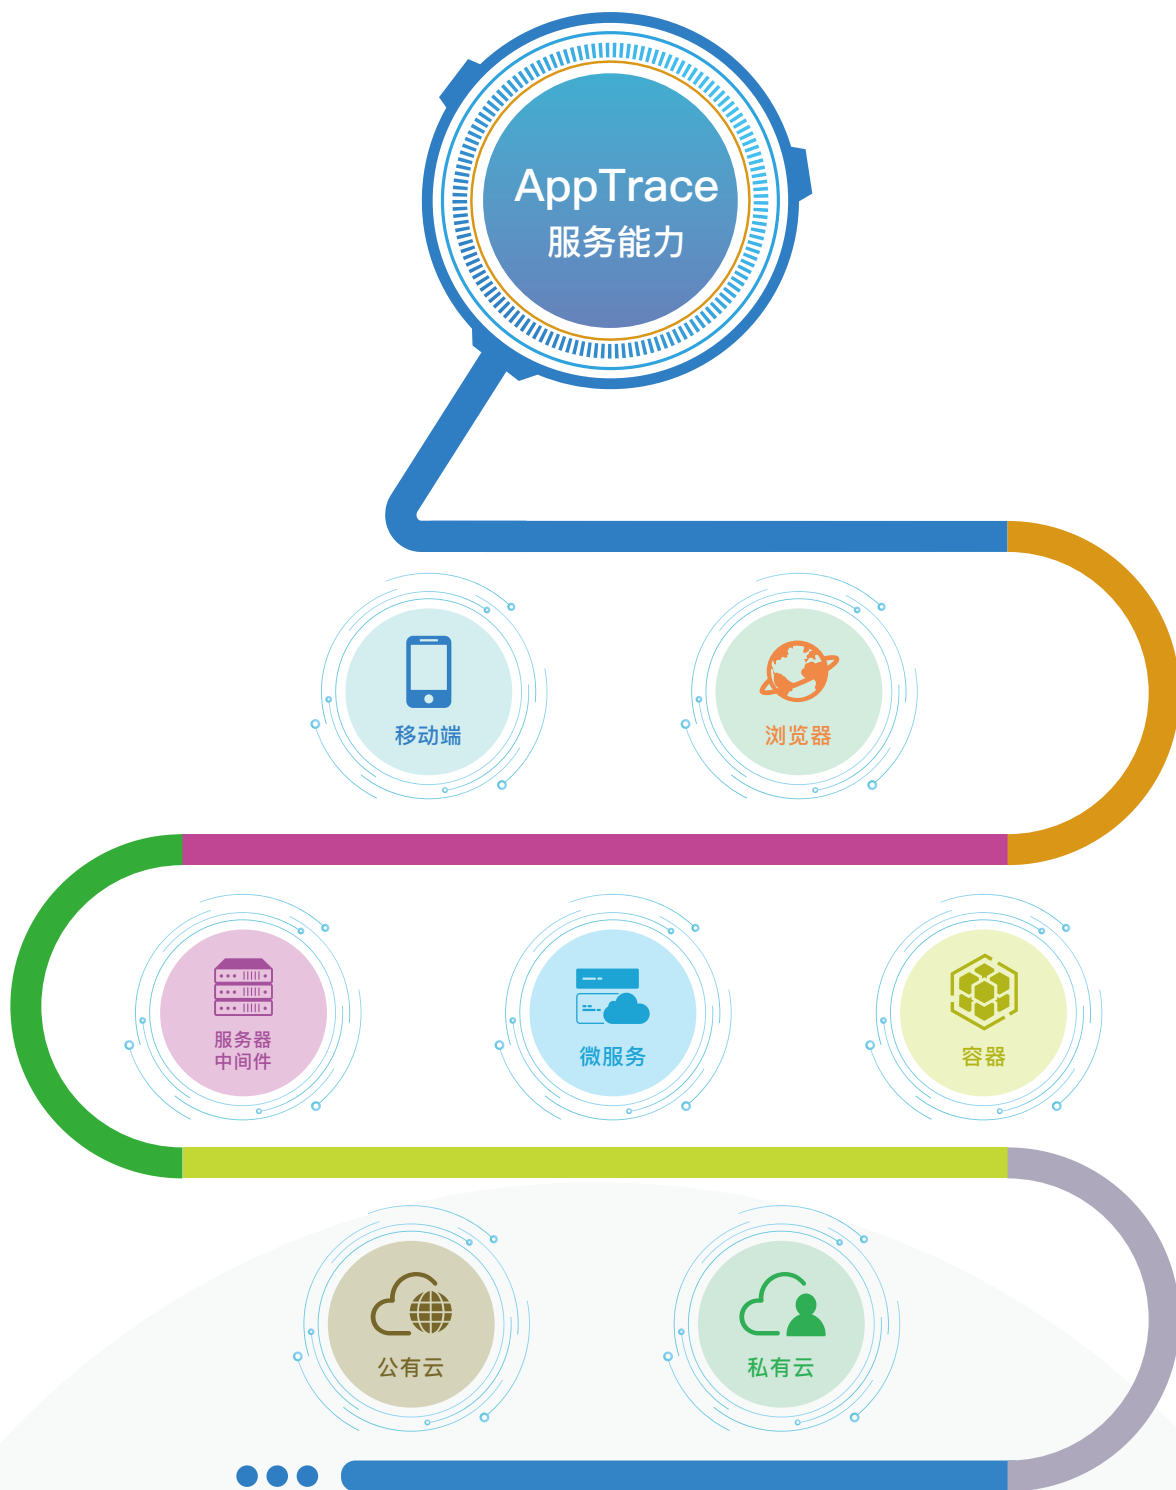 AppTrace
服务能力
移动端
浏览器
服务器
中间件
微服务
容器
公有云
私有云